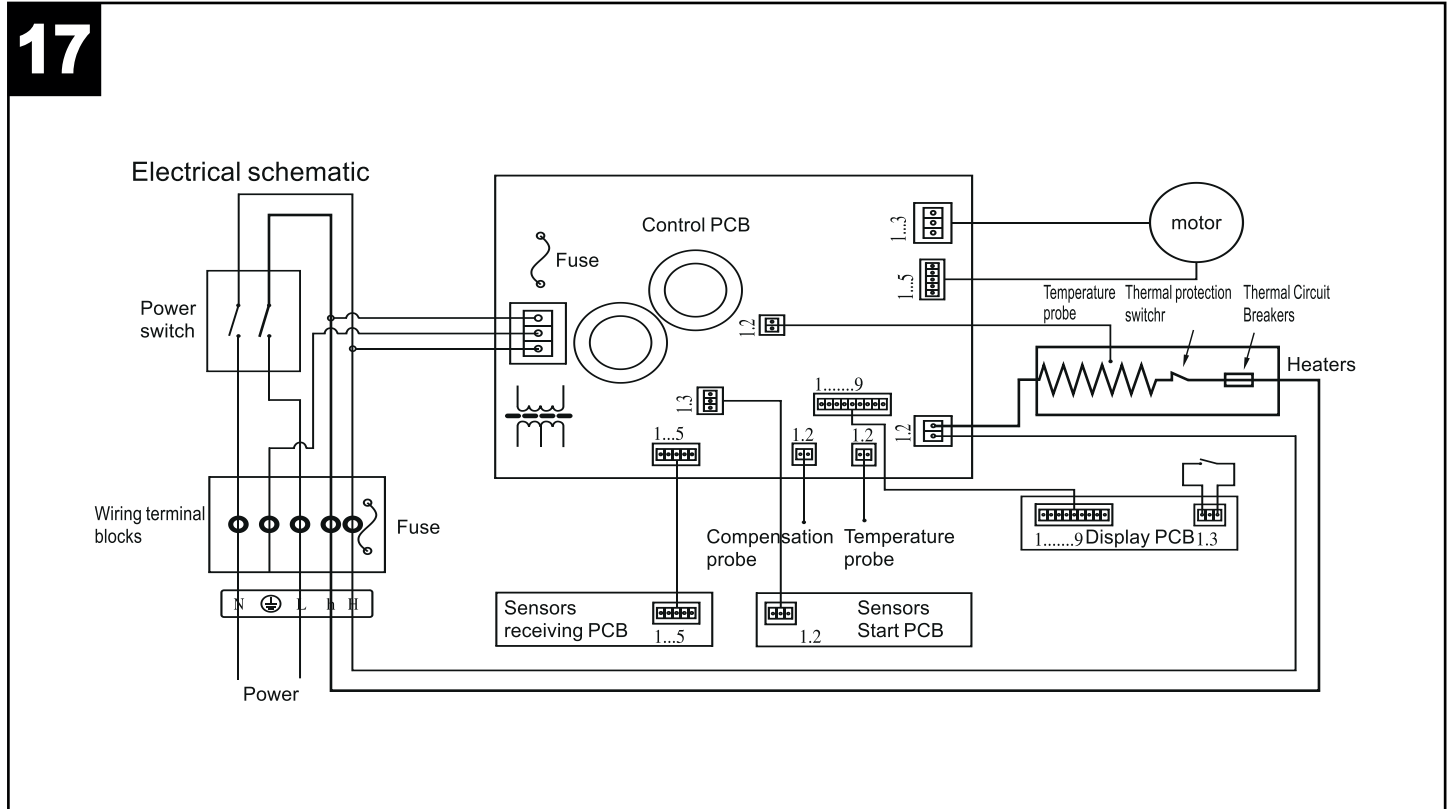 17
Electrical schematic
Control PCB
Fuse
motor
1...3
1...5
Power
switch
1.2
Temperature
probe
Thermal protection
switchr
Thermal Circuit
Breakers
Heaters
1.3
1.......9
1.2
1...5
1.2
1.2
Wiring terminal
blocks
Fuse
Compensation
probe
Temperature
probe
1.......9
Display PCB
1.3
N
L
h
H
Sensors
receiving PCB
1...5
Sensors
Start PCB
1.2
Power